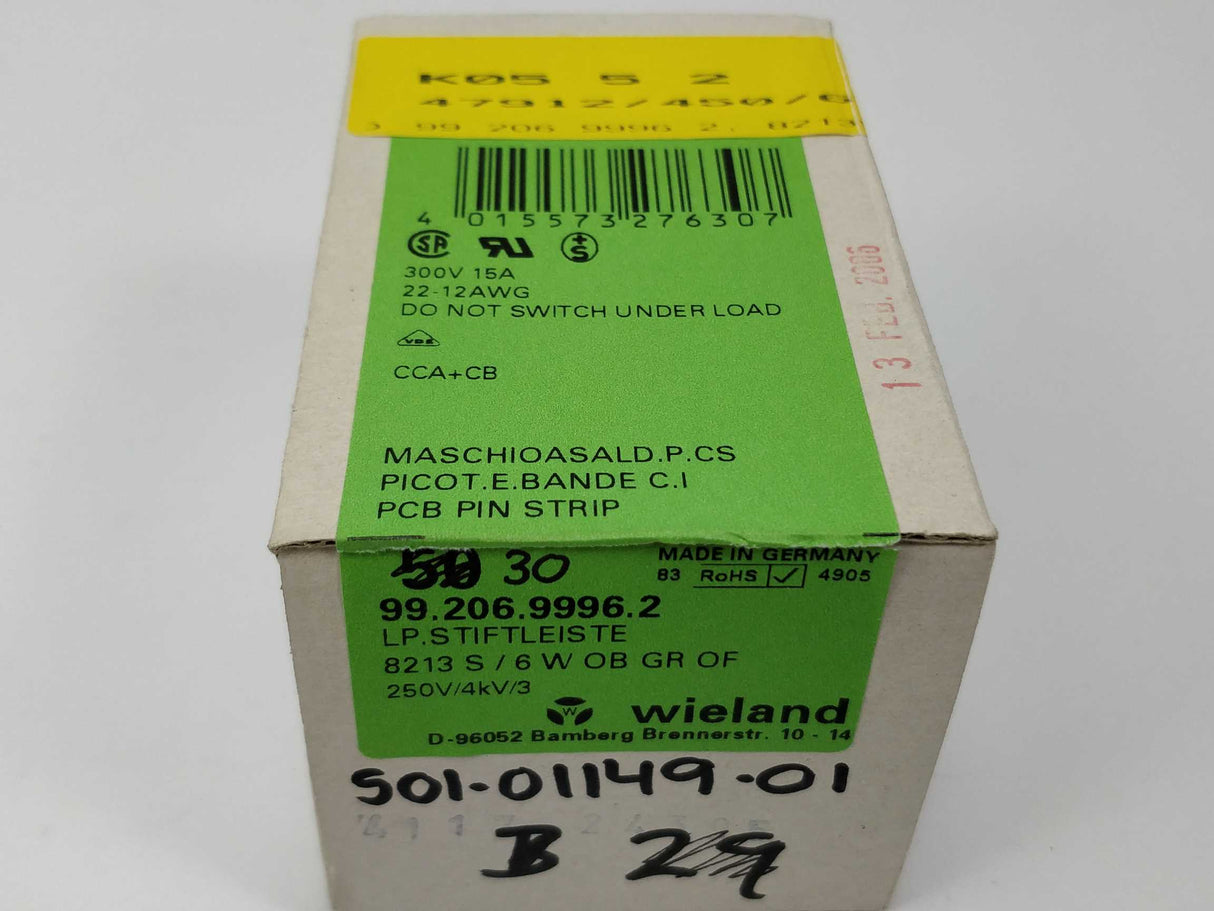 K05 5 2
47912/450/6
99 206 9996 2. 8213
4 015573 276307
300V 15A
22-12AWG
DO NOT SWITCH UNDER LOAD
VDE
CCA+CB
13 FEB. 2006
MASCHIOASALD.P.CS
PICOT.E.BANDE C.I
PCB PIN STRIP
30
MADE IN GERMANY
83 RoHS ✓ 4905
99.206.9996.2
LP.STIFTLEISTE
8213 S / 6 W OB GR OF
250V/4kV/3
W wieland
D-96052 Bamberg Brennerstr. 10 - 14
501-01149-01
B 29